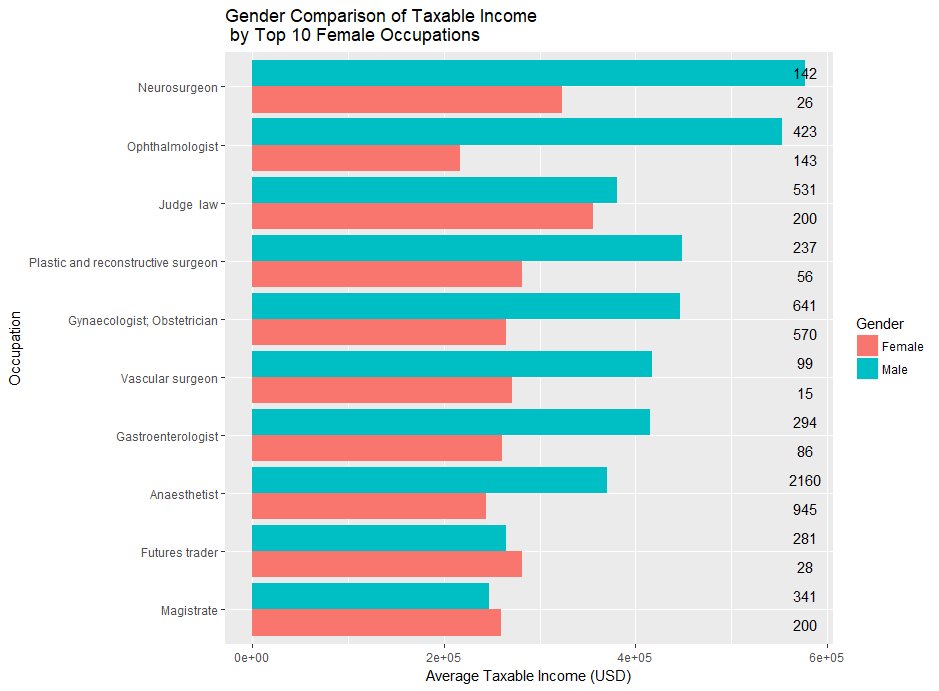 Gender Comparison of Taxable Income
by Top 10 Female Occupations
Occupation
Neurosurgeon
142
26
Ophthalmologist
423
143
Judge law
531
200
Plastic and reconstructive surgeon
237
56
Gynaecologist; Obstetrician
641
570
Vascular surgeon
99
15
Gastroenterologist
294
86
Anaesthetist
2160
945
Futures trader
281
28
Magistrate
341
200
0e+00 2e+05 4e+05 6e+05
Average Taxable Income (USD)
Gender
Female
Male